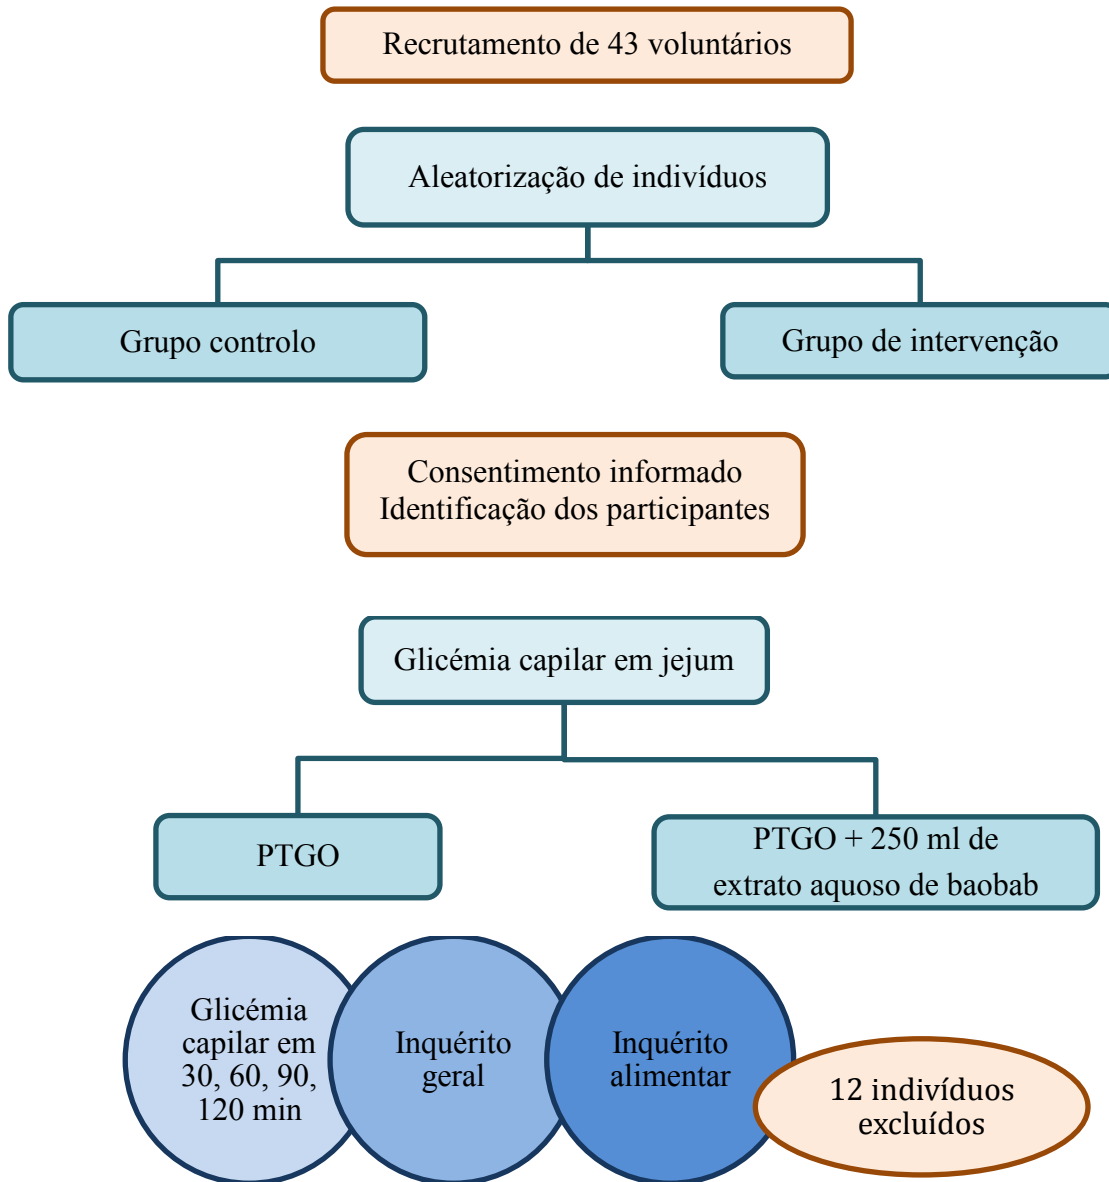 Recrutamento de 43 voluntários
Aleatorização de indivíduos
Grupo controlo
Grupo de intervenção
Consentimento informado
Identificação dos participantes
Glicémia capilar em jejum
PTGO
PTGO + 250 ml de
extrato aquoso de baobab
Glicémia
capilar em
30, 60, 90,
120 min
Inquérito
geral
Inquérito
alimentar
12 indivíduos
excluídos